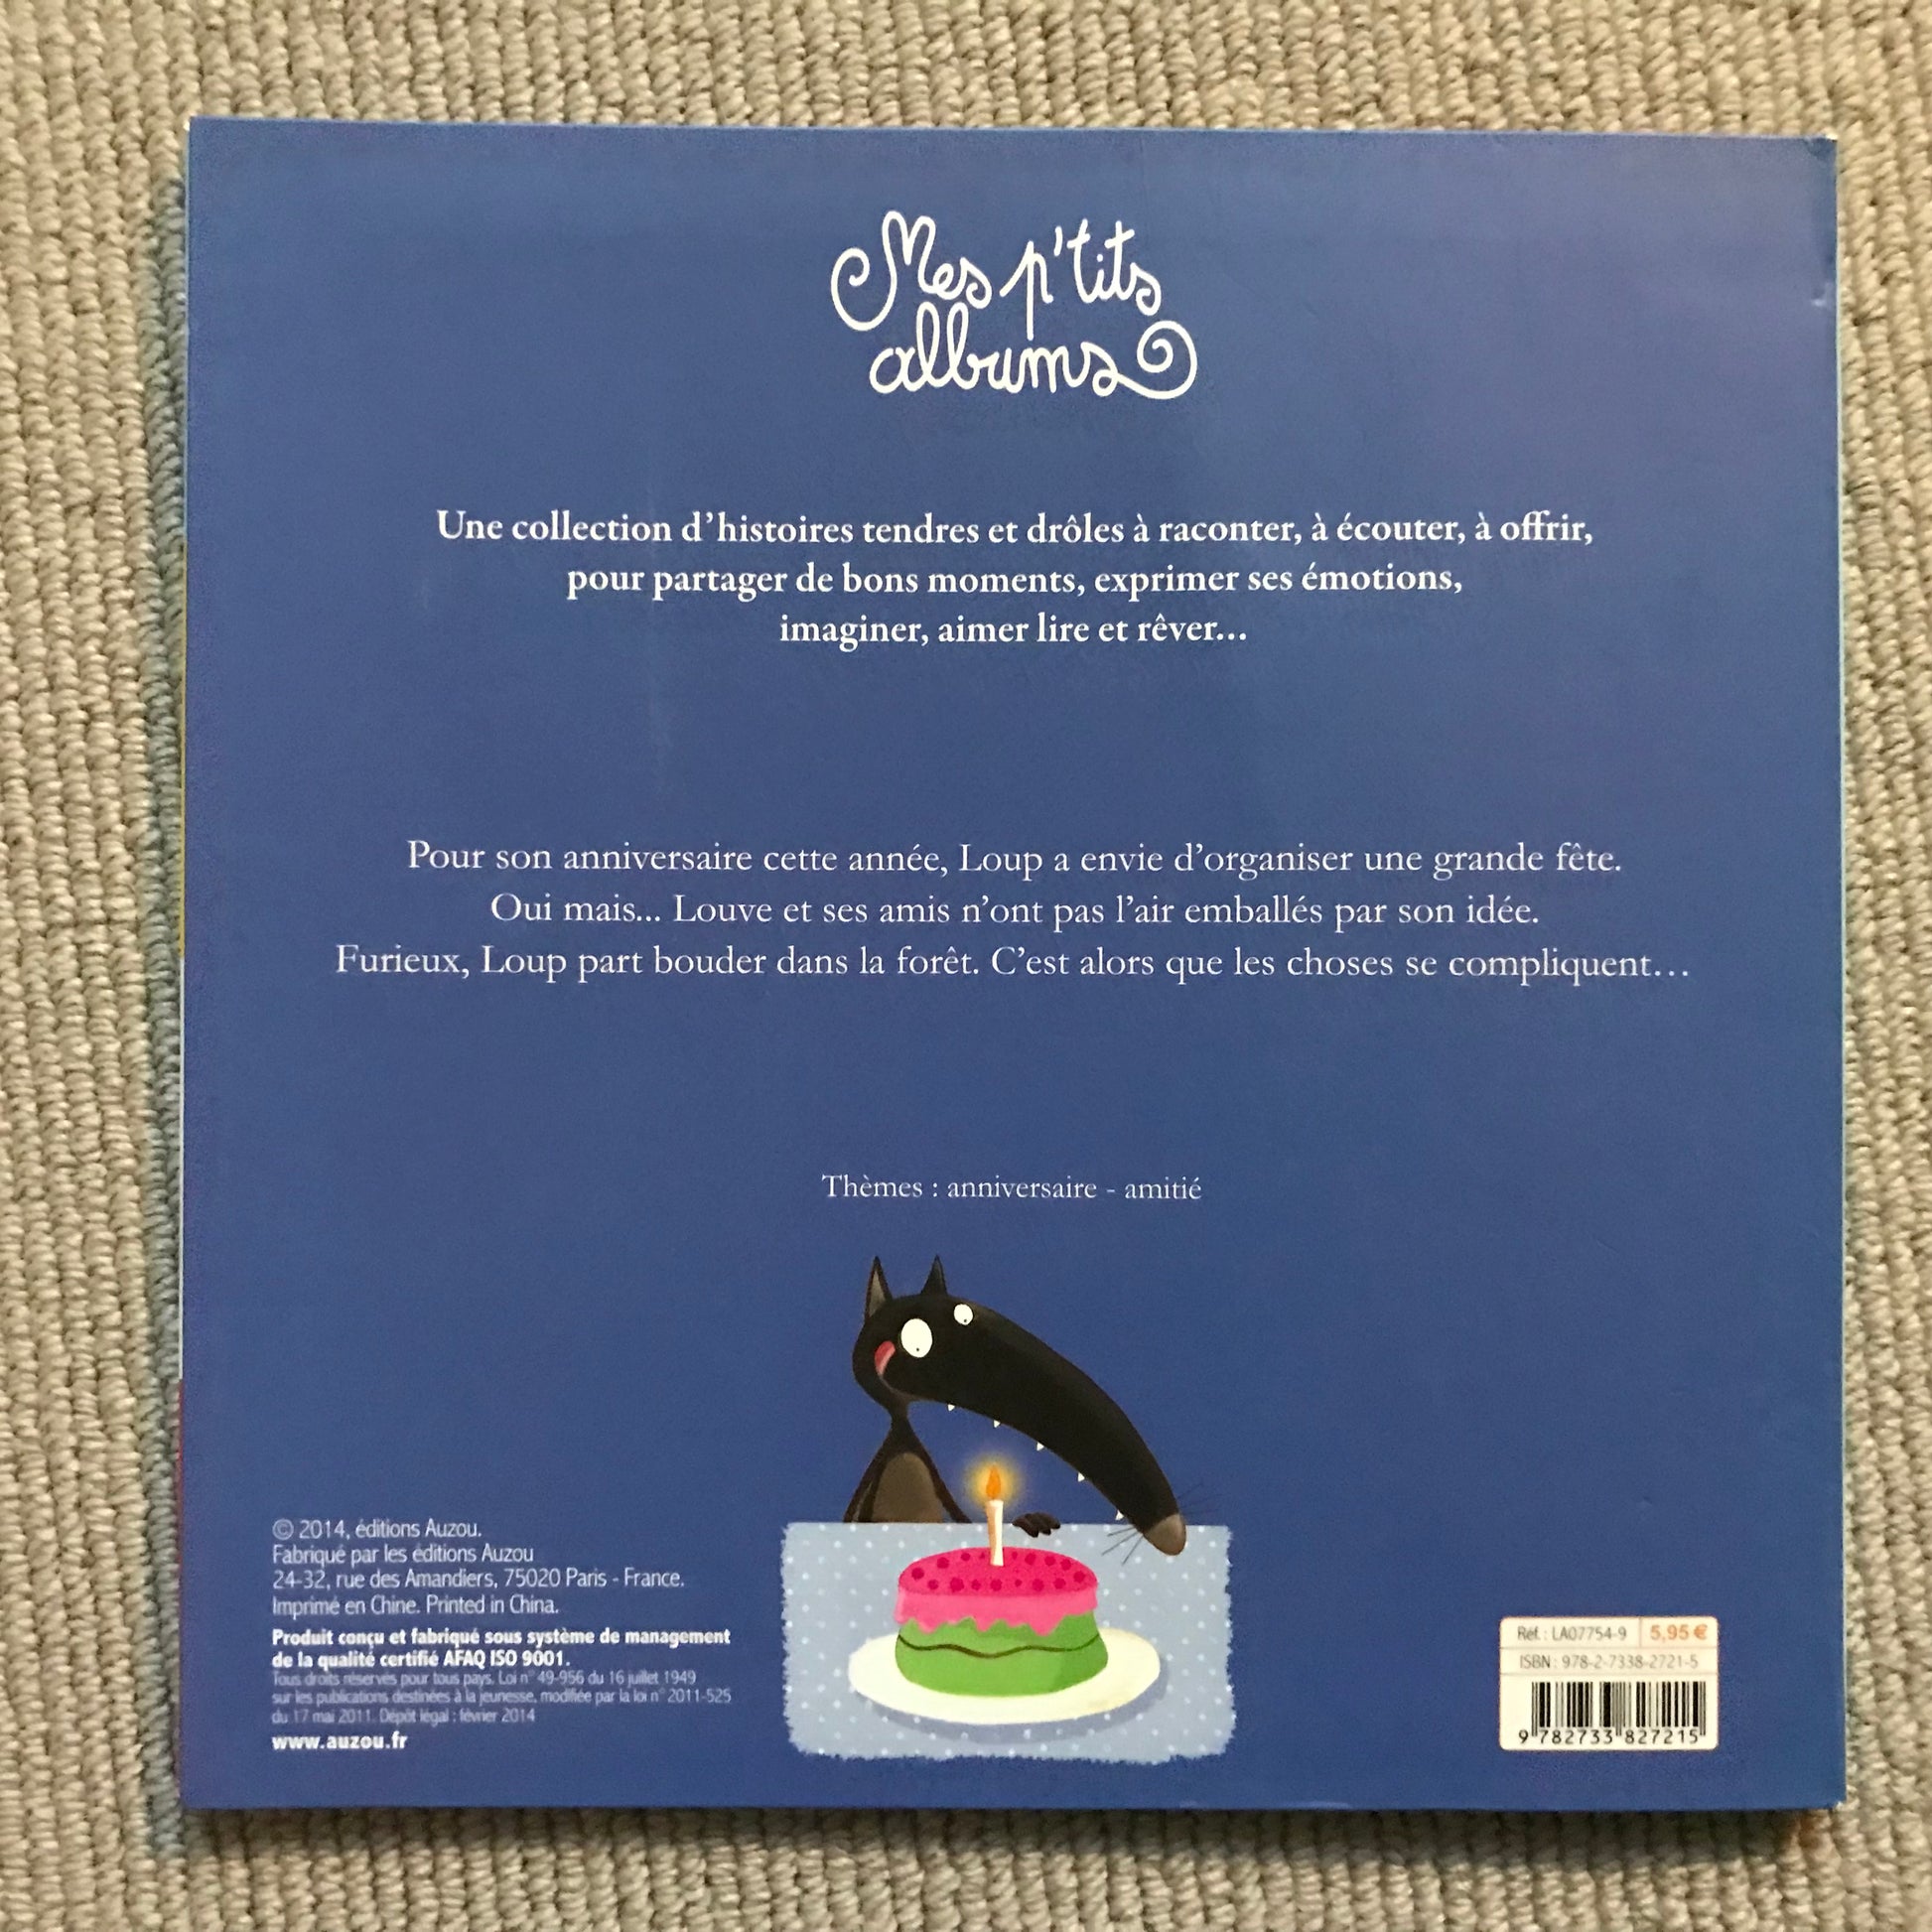 Mes p'tits
albums
Une collection d'histoires tendres et drôles à raconter, à écouter, à offrir,
pour partager de bons moments, exprimer ses émotions,
imaginer, aimer lire et rêver...
Pour son anniversaire cette année, Loup a envie d'organiser une grande fête.
Oui mais... Louve et ses amis n'ont pas l'air emballés par son idée.
Furieux, Loup part bouder dans la forêt. C'est alors que les choses se compliquent...
Thèmes : anniversaire - amitié
© 2014, éditions Auzou.
Fabriqué par les éditions Auzou
24-32, rue des Amandiers, 75020 Paris - France.
Imprimé en Chine. Printed in China.
Produit conçu et fabriqué sous système de management
de la qualité certifié AFAQ ISO 9001.
Tous droits réservés pour tous pays. Loi n° 49-956 du 16 juillet 1949
sur les publications destinées à la jeunesse, modifiée par la loi n° 2011-525
du 17 mai 2011. Dépôt légal : février 2014
www.auzou.fr
Réf. : LA07754-9 5,95 €
ISBN : 978-2-7338-2721-5
9 782733 827215